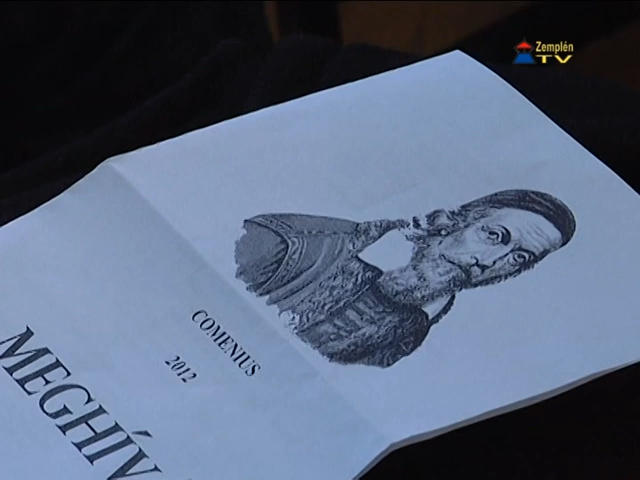 Zemplén
TV
COMENIUS
2012
MEGHÍV